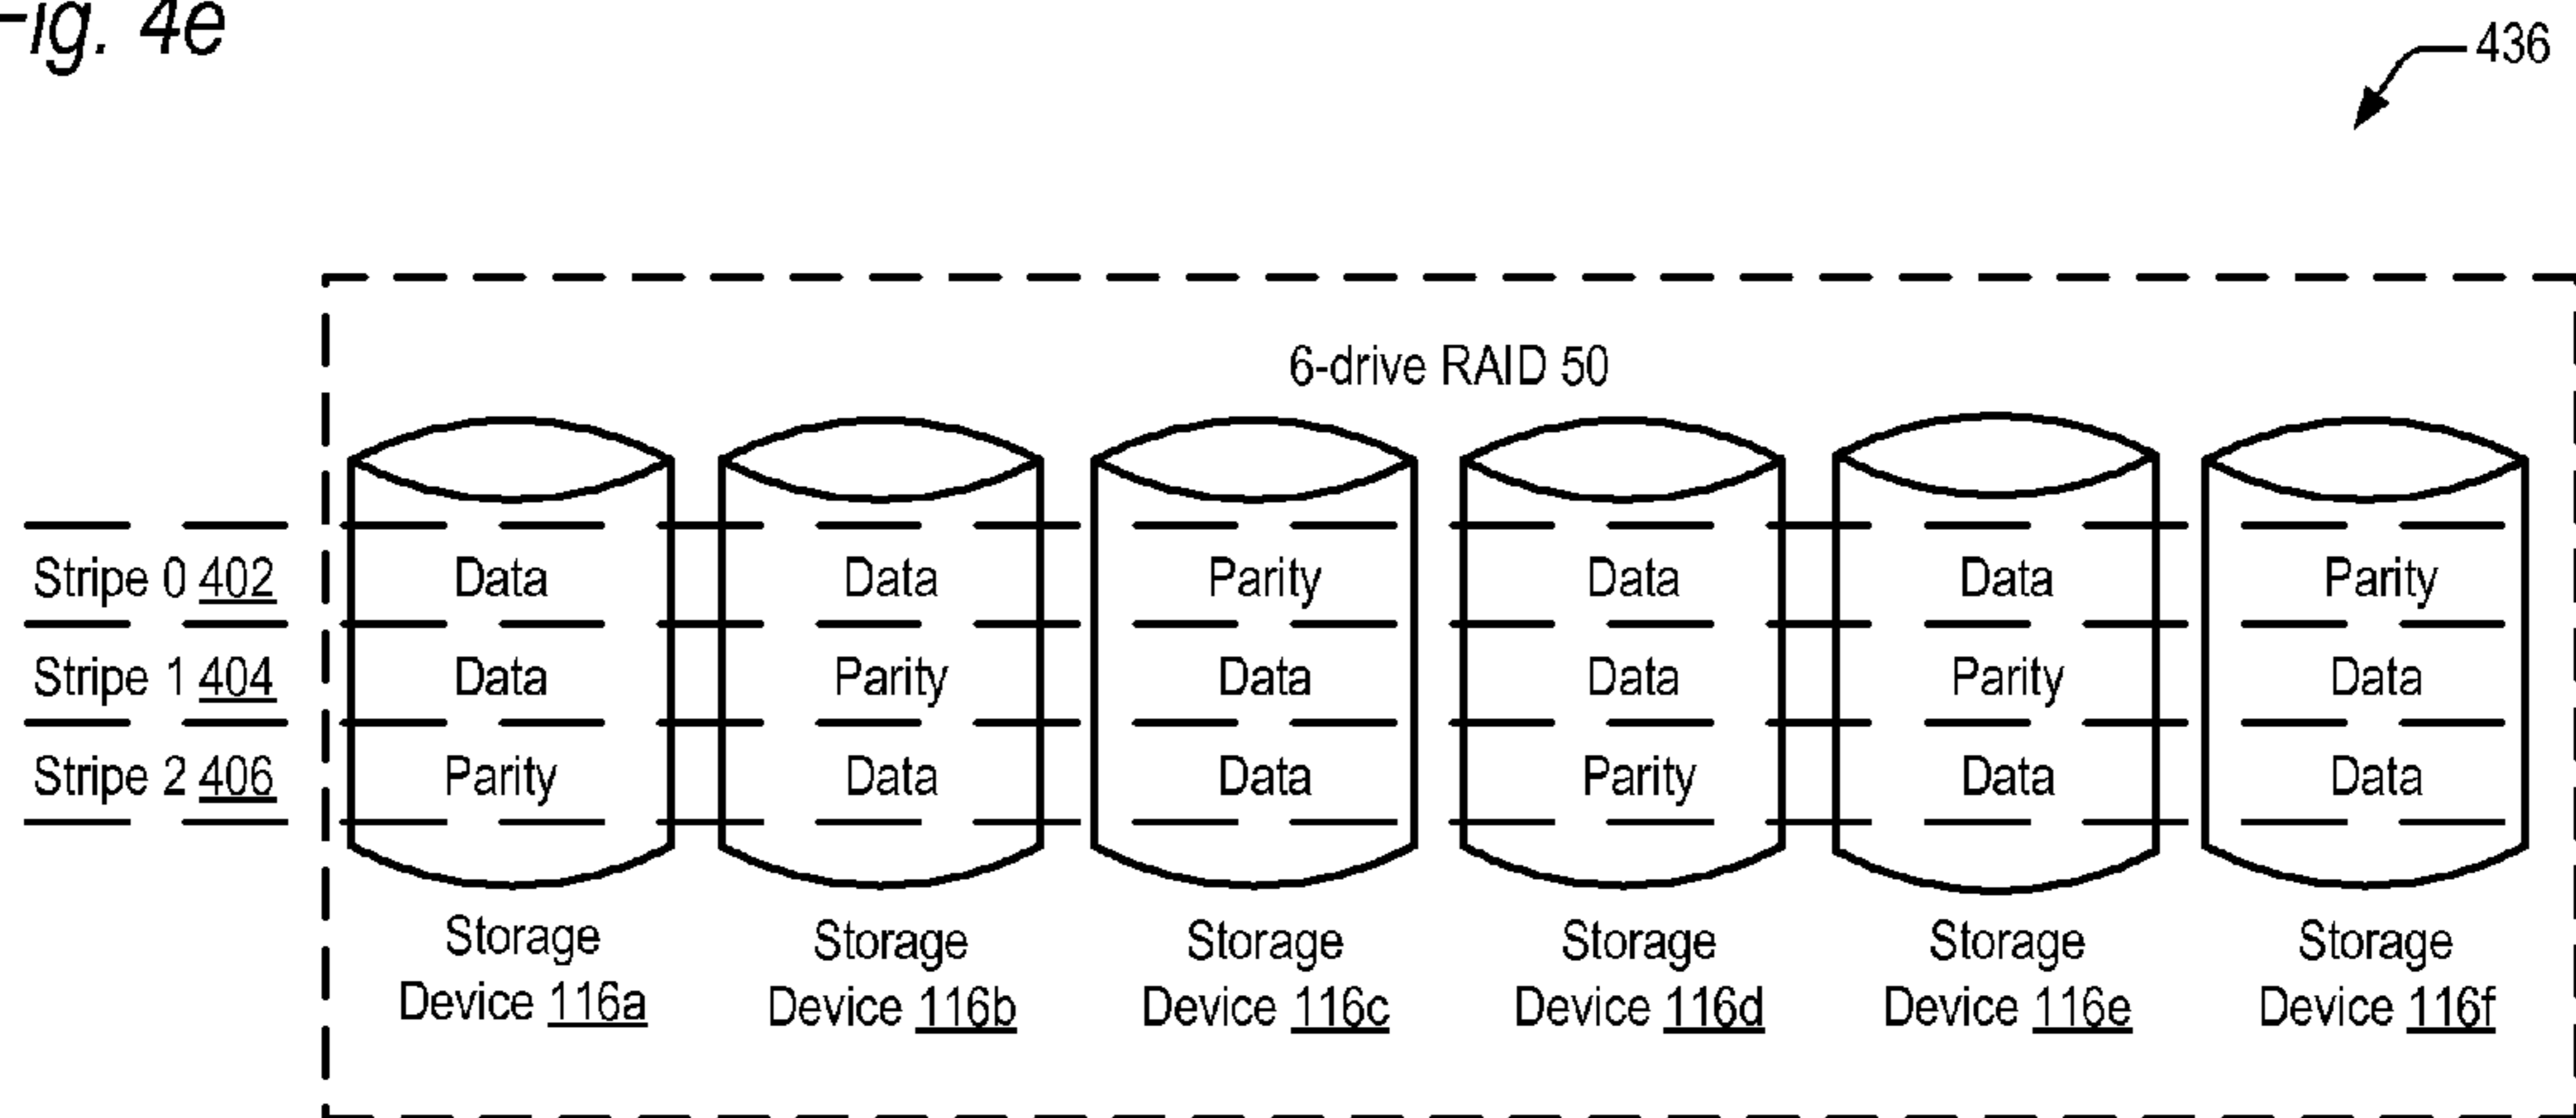 Fig. 4e
436
6-drive RAID 50
Stripe 0 402 Data Data Parity Data Data Parity
Stripe 1 404 Data Parity Data Data Parity Data
Stripe 2 406 Parity Data Data Parity Data Data
Storage Storage Storage Storage Storage Storage
Device 116a Device 116b Device 116c Device 116d Device 116e Device 116f